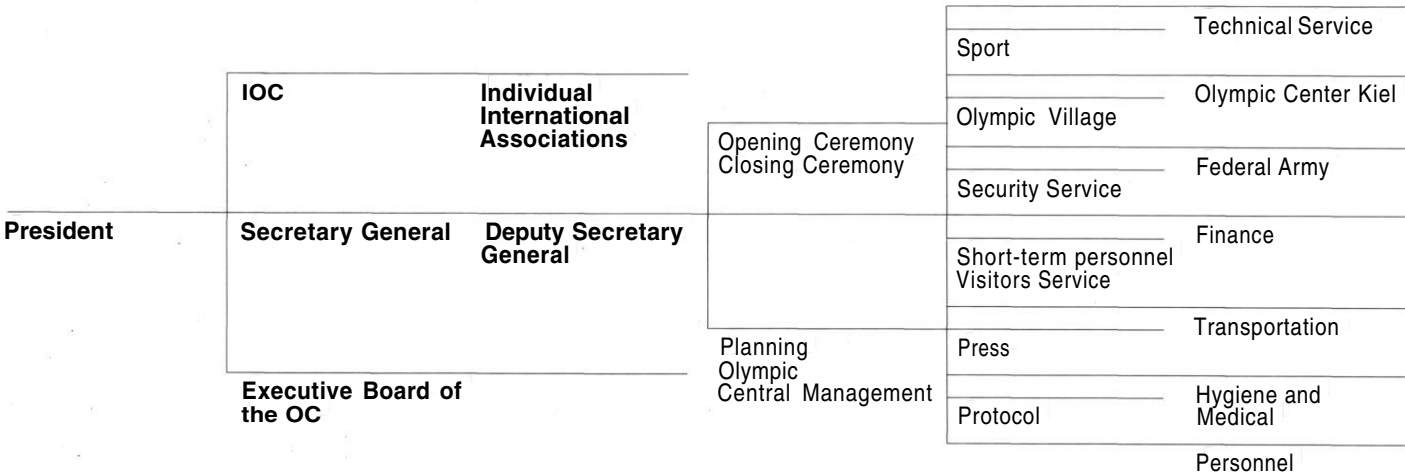 President
IOC
Individual
International
Associations
Secretary General
Deputy Secretary
General
Executive Board of
the OC
Opening Ceremony
Closing Ceremony
Planning
Olympic
Central Management
Sport
Olympic Village
Security Service
Short-term personnel
Visitors Service
Press
Protocol
Technical Service
Olympic Center Kiel
Federal Army
Finance
Transportation
Hygiene and
Medical
Personnel